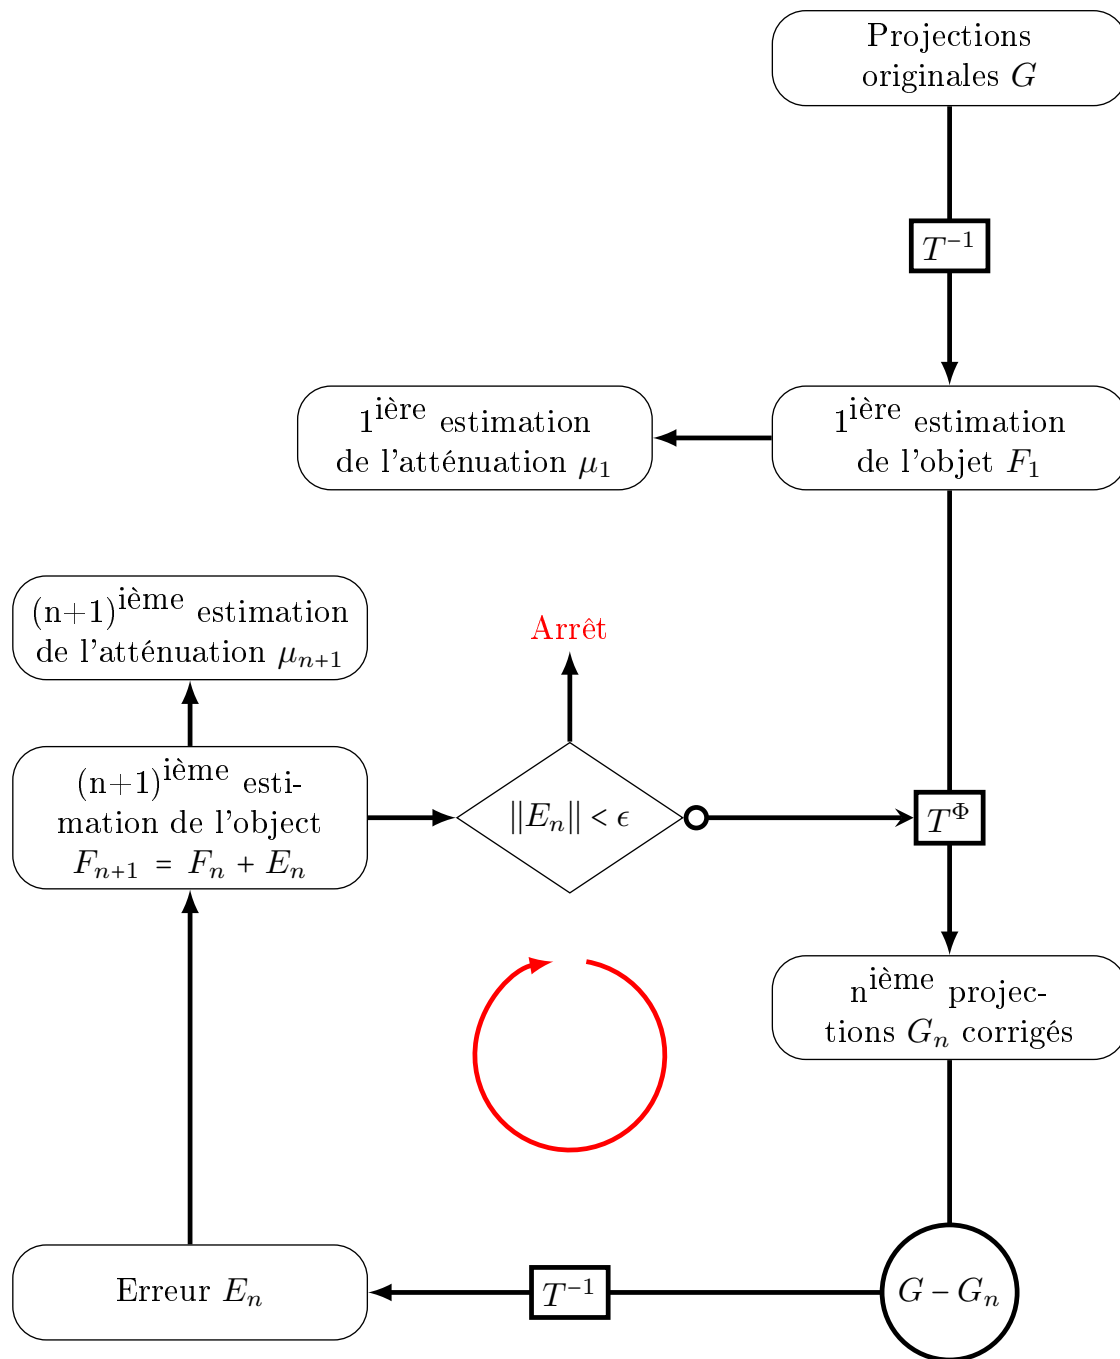 Projections
originales G
T⁻¹
1ière estimation
de l'atténuation μ₁
1ière estimation
de l'objet F₁
(n+1)ième estimation
de l'atténuation μₙ₊₁
Arrêt
(n+1)ième esti-
mation de l'object
Fₙ₊₁ = Fₙ + Eₙ
||Eₙ|| < ϵ
T^Φ
nième projec-
tions Gₙ corrigés
Erreur Eₙ
T⁻¹
G − Gₙ